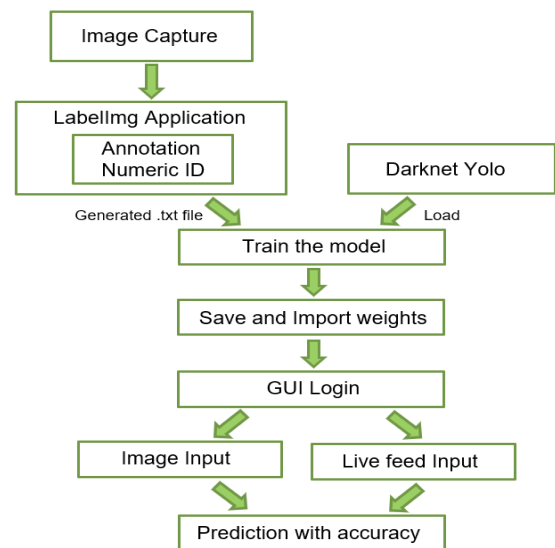 Image Capture
LabelImg Application
Annotation
Numeric ID
Darknet Yolo
Generated .txt file
Load
Train the model
Save and Import weights
GUI Login
Image Input
Live feed Input
Prediction with accuracy